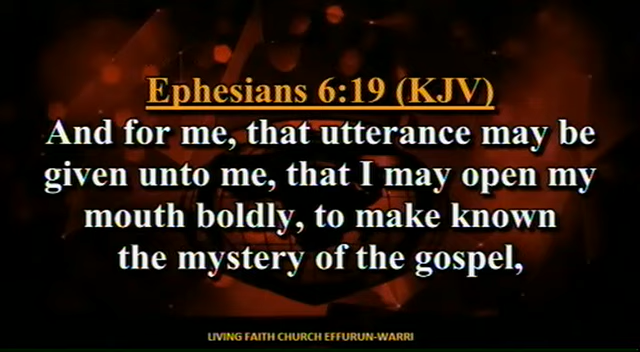 Ephesians 6:19 (KJV)
And for me, that utterance may be
given unto me, that I may open my
mouth boldly, to make known
the mystery of the gospel,
LIVING FAITH CHURCH EFFURUN-WARRI